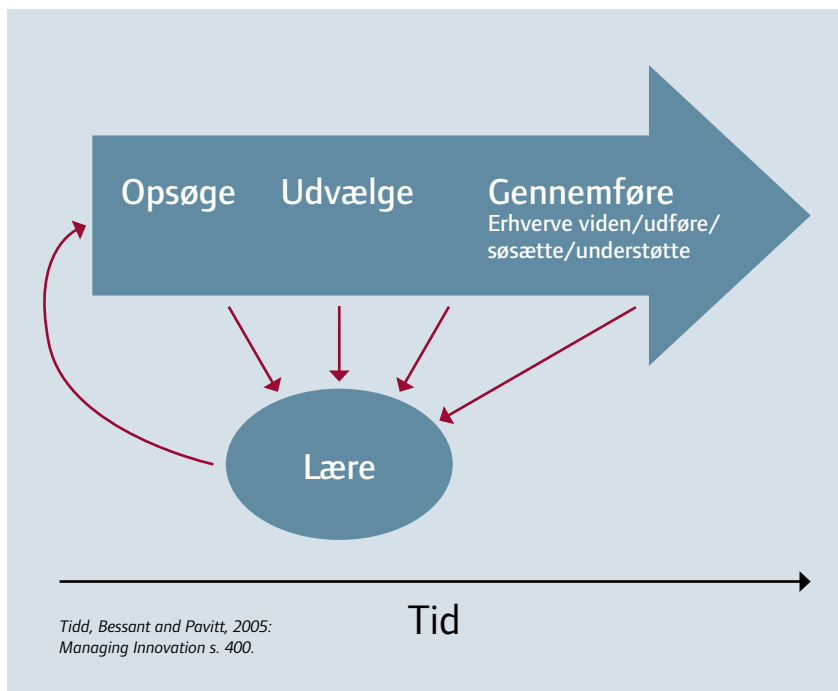 Opsøge
Udvælge
Gennemføre
Erhverve viden/udføre/
søsætte/understøtte
Lære
Tid
Tidd, Bessant and Pavitt, 2005:
Managing Innovation s. 400.